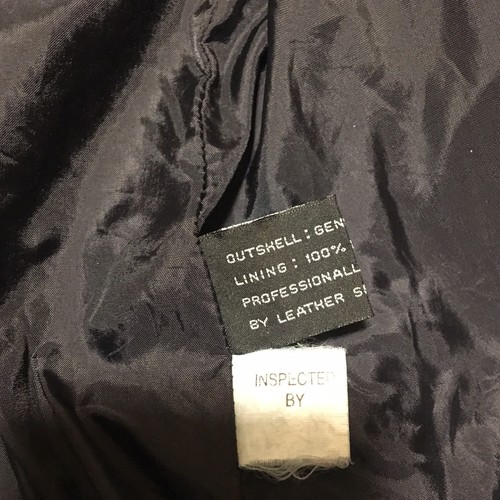 OUTSHELL: GEN
LINING: 100%
PROFESSIONALL
BY LEATHER S
INSPECTED
BY